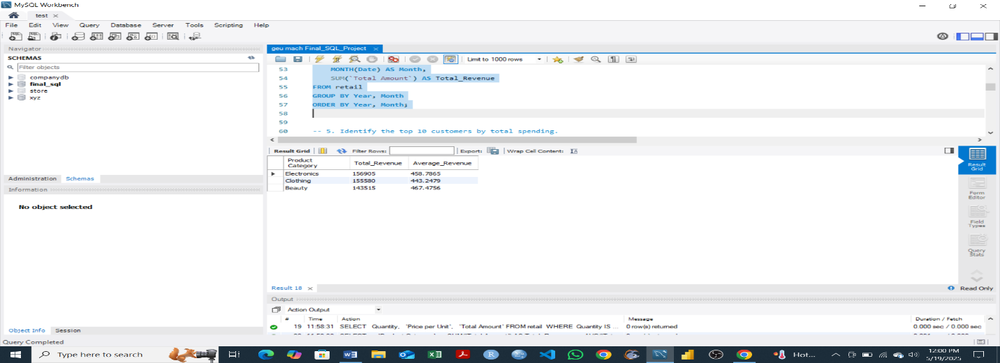 MySQL Workbench
test
File Edit View Query Database Server Tools Scripting Help
Navigator
SCHEMAS
Filter objects
companydb
final_sql
store
xyz
Administration Schemas
Information
No object selected
Object Info Session
Query Completed
geu mach Final_SQL_Project
Limit to 1000 rows
53 MONTH(Date) AS Month,
54 SUM(`Total Amount`) AS Total_Revenue
55 FROM retail
56 GROUP BY Year, Month
57 ORDER BY Year, Month;
58
59
60 -- 5. Identify the top 10 customers by total spending.
Result Grid Filter Rows: Export: Wrap Cell Content:
Product Category Total_Revenue Average_Revenue
Electronics 156905 458.7865
Clothing 155580 443.2479
Beauty 143515 467.4756
Result Grid
Form Editor
Field Types
Query Stats
Result 18
Read Only
Output
Action Output
# Time Action Message Duration / Fetch
19 11:58:31 SELECT Quantity, `Price per Unit`, `Total Amount` FROM retail WHERE Quantity IS ... 0 row(s) returned 0.000 sec / 0.000 sec
Type here to search
Hot...
12:00 PM
5/19/2025